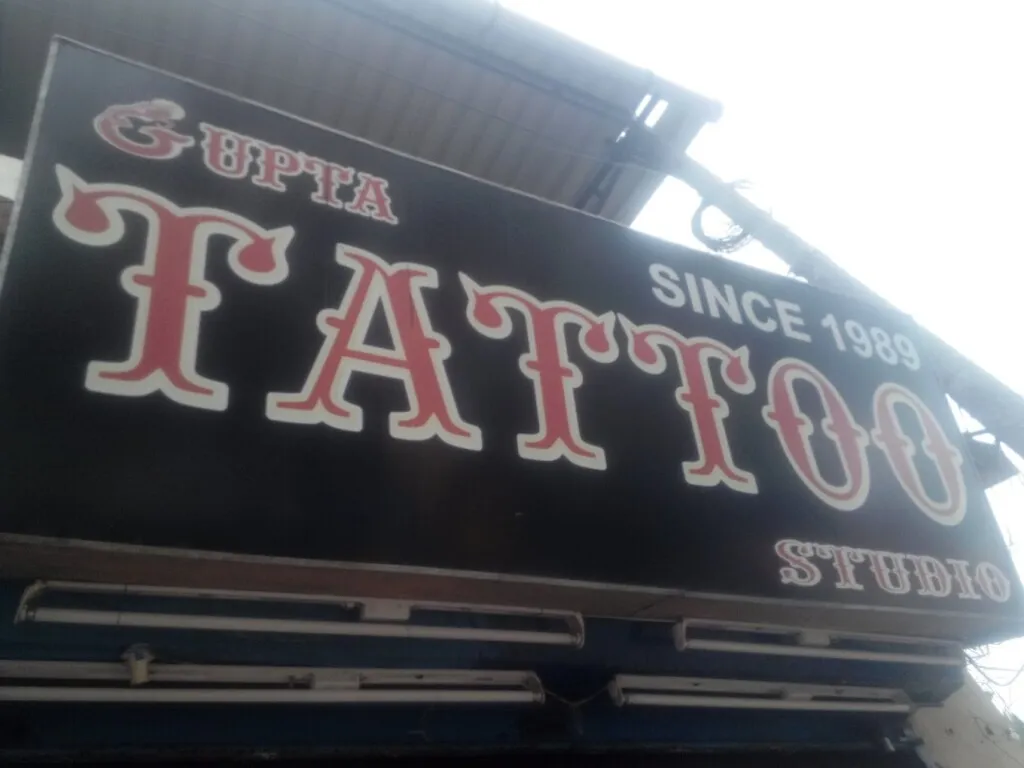 GUPTA
SINCE 1989
TATTOO
STUDIO